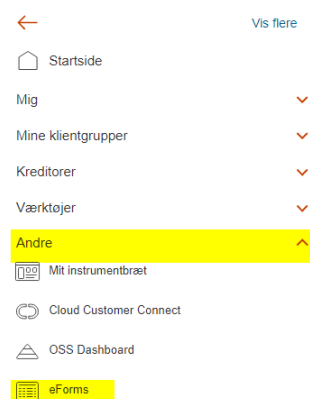 Vis flere
Startside
Mig
Mine klientgrupper
Kreditorer
Værktøjer
Andre
Mit instrumentbræt
Cloud Customer Connect
OSS Dashboard
eForms